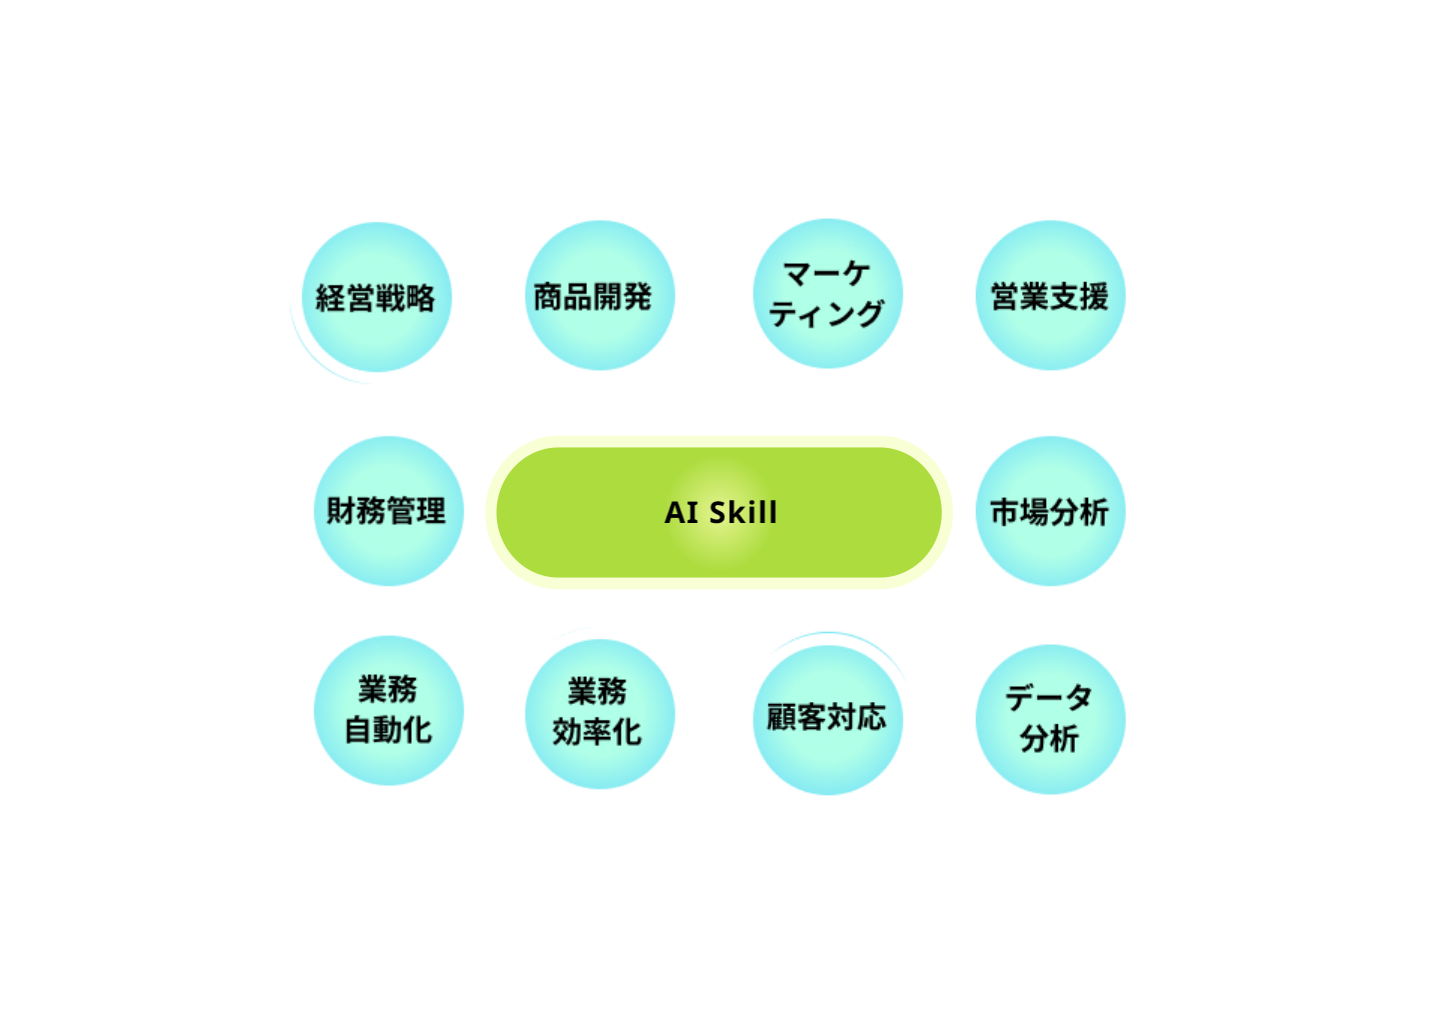 経営戦略
商品開発
マーケ
ティング
営業支援
財務管理
AI Skill
市場分析
業務
自動化
業務
効率化
顧客対応
データ
分析